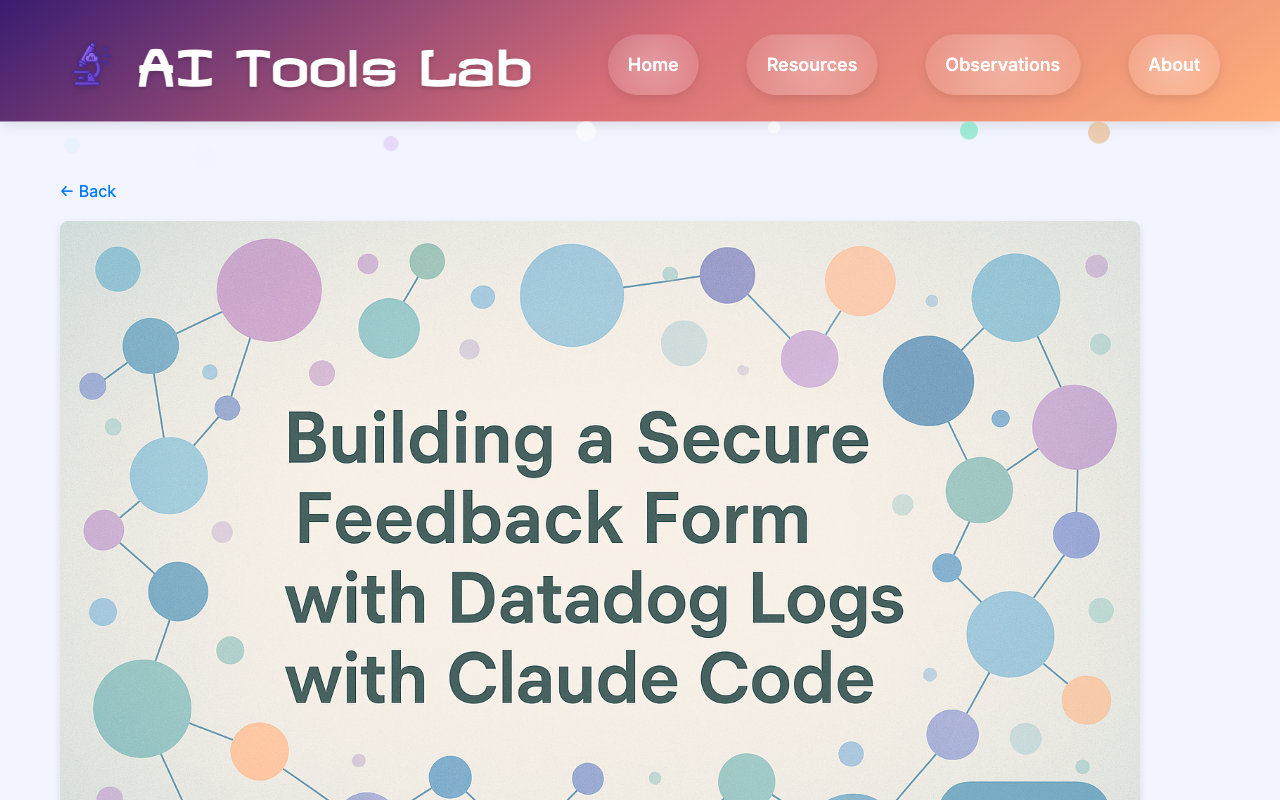 AI Tools Lab
Home
Resources
Observations
About
← Back
Building a Secure
Feedback Form
with Datadog Logs
with Claude Code